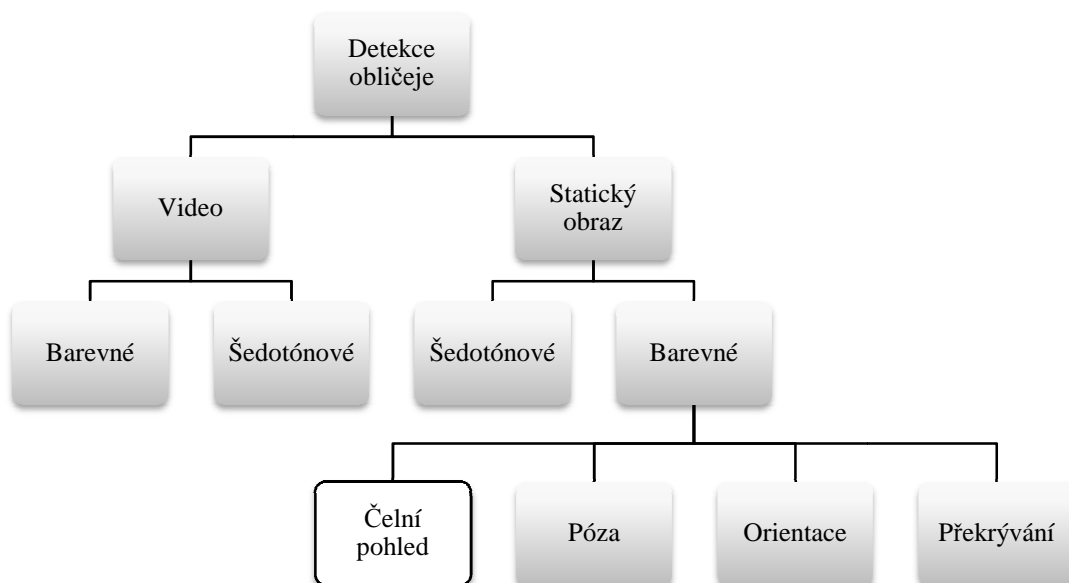 Detekce
obličeje
Video
Statický
obraz
Barevné
Šedotónové
Šedotónové
Barevné
Čelní
pohled
Póza
Orientace
Překrývání